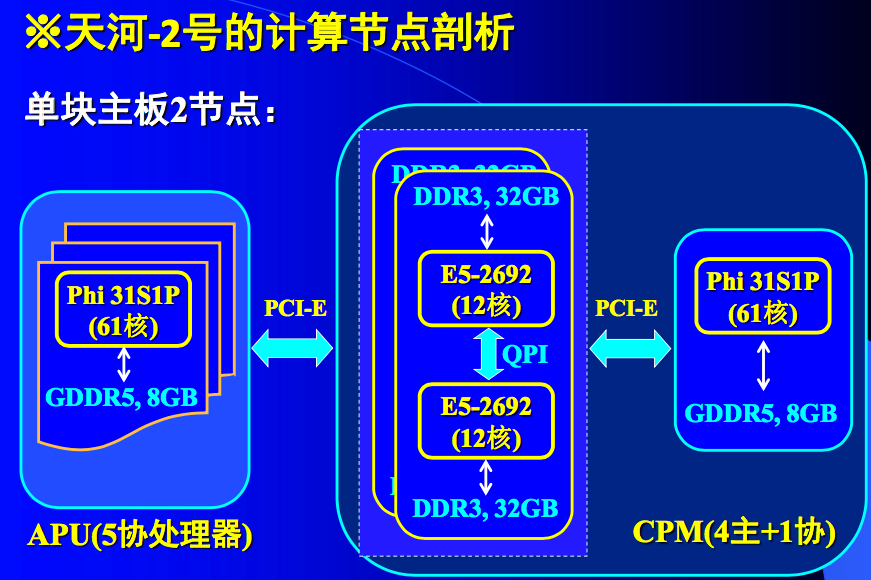 ※天河-2号的计算节点剖析
单块主板2节点：
DDR3, 32GB
DDR3, 32GB
E5-2692
(12核)
QPI
E5-2692
(12核)
DDR3, 32GB
Phi 31S1P
(61核)
GDDR5, 8GB
PCI-E
PCI-E
Phi 31S1P
(61核)
GDDR5, 8GB
APU(5协处理器)
CPM(4主+1协)